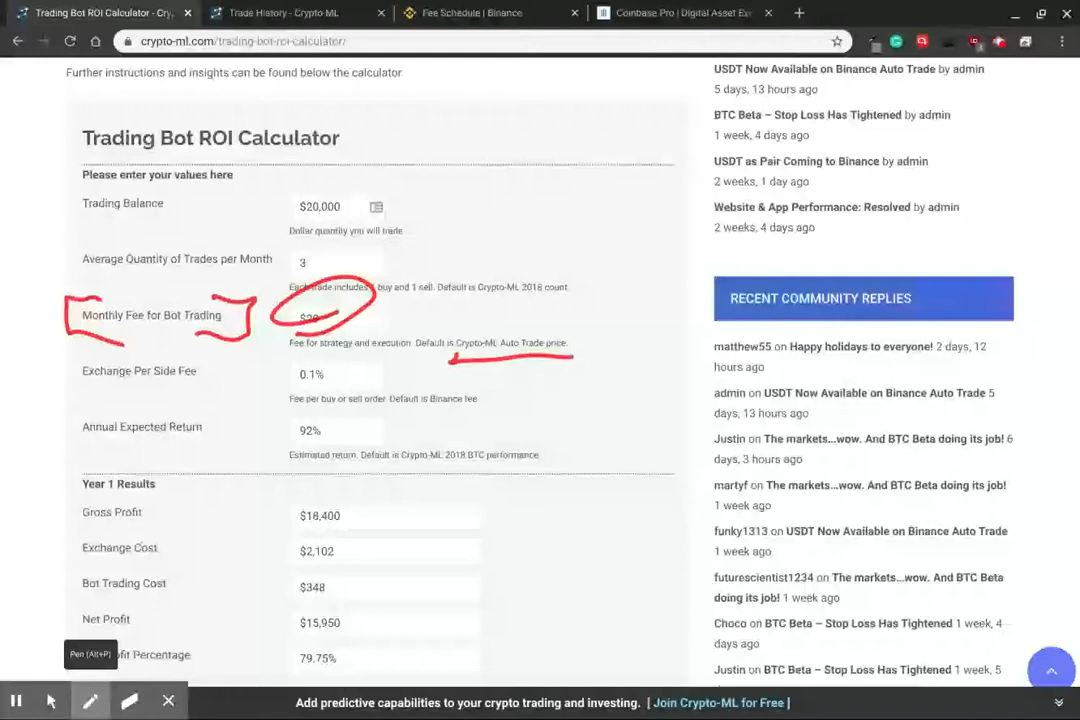 Trading Bot ROI Calculator - Cry
Trade History - Crypto-ML
Fee Schedule | Binance
Coinbase Pro | Digital Asset Exc
crypto-ml.com/trading-bot-roi-calculator/
Further instructions and insights can be found below the calculator
Trading Bot ROI Calculator
Please enter your values here
Trading Balance
$20,000
Dollar quantity you will trade
Average Quantity of Trades per Month
3
Each trade includes buy and 1 sell. Default is Crypto-ML 2018 count
Monthly Fee for Bot Trading
Fee for strategy and execution. Default is Crypto-ML Auto Trade price.
Exchange Per Side Fee
0.1%
Fee per buy or sell order. Default is Binance fee
Annual Expected Return
92%
Estimated return. Default is Crypto-ML 2018 BTC performance
Year 1 Results
Gross Profit
$18,400
Exchange Cost
$2,102
Bot Trading Cost
$348
Net Profit
$15,950
Pen (Alt+P)
ofit Percentage
79.75%
USDT Now Available on Binance Auto Trade by admin
5 days, 13 hours ago
BTC Beta – Stop Loss Has Tightened by admin
1 week, 4 days ago
USDT as Pair Coming to Binance by admin
2 weeks, 1 day ago
Website & App Performance: Resolved by admin
2 weeks, 4 days ago
RECENT COMMUNITY REPLIES
matthew55 on Happy holidays to everyone! 2 days, 12
hours ago
admin on USDT Now Available on Binance Auto Trade 5
days, 13 hours ago
Justin on The markets...wow. And BTC Beta doing its job! 6
days, 3 hours ago
martyf on The markets...wow. And BTC Beta doing its job!
1 week ago
funky1313 on USDT Now Available on Binance Auto Trade
1 week ago
futurescientist1234 on The markets...wow. And BTC Beta
doing its job! 1 week ago
Choco on BTC Beta – Stop Loss Has Tightened 1 week, 4
days ago
Justin on BTC Beta – Stop Loss Has Tightened 1 week, 5
Add predictive capabilities to your crypto trading and investing. [ Join Crypto-ML for Free ]